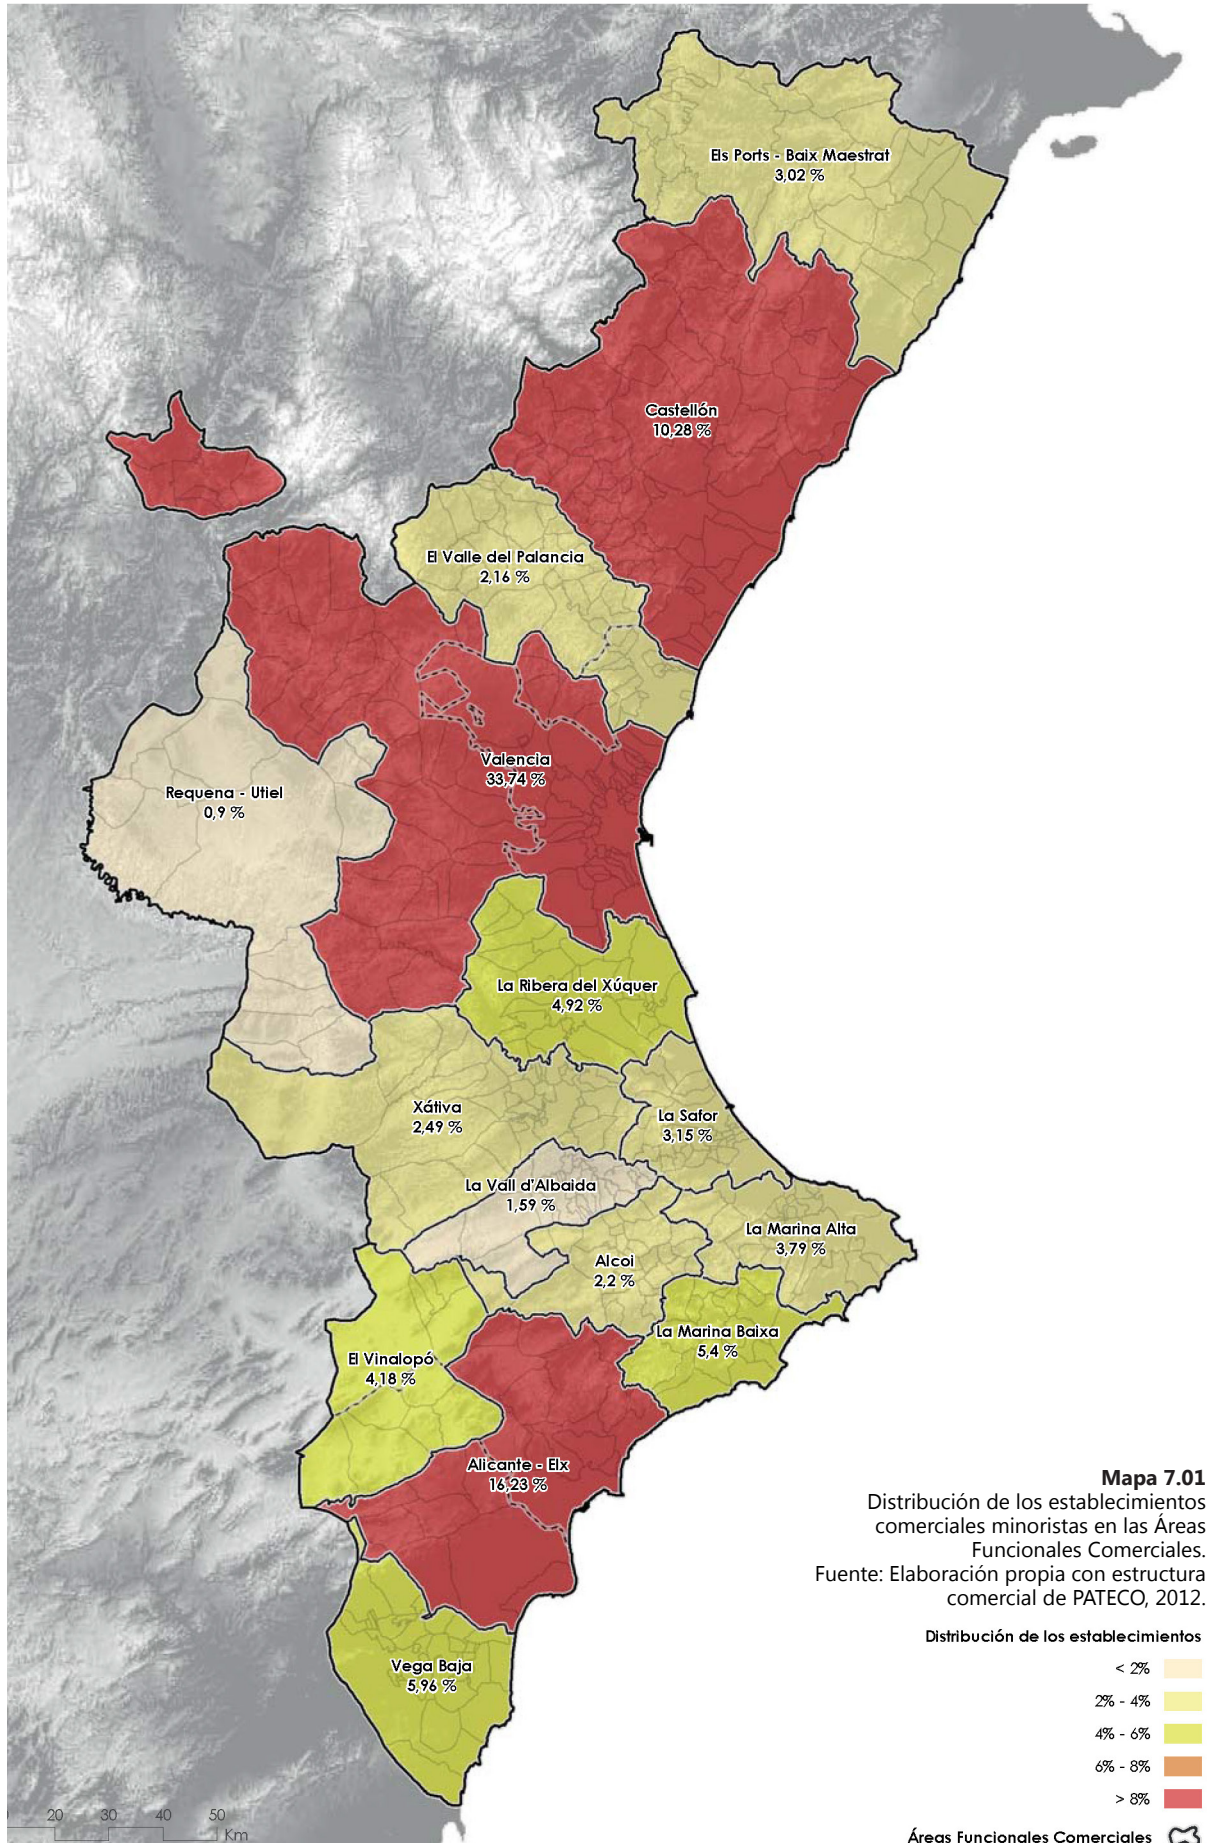 Els Ports - Baix Maestrat
3,02 %
Castellón
10,28 %
El Valle del Palancia
2,16 %
Valencia
33,74 %
Requena - Utiel
0,9 %
La Ribera del Xúquer
4,92 %
Xátiva
2,49 %
La Safor
3,15 %
La Vall d'Albaida
1,59 %
La Marina Alta
3,79 %
Alcoi
2,2 %
La Marina Baixa
5,4 %
El Vinalopó
4,18 %
Alicante - Elx
16,23 %
Vega Baja
5,96 %
Mapa 7.01
Distribución de los establecimientos
comerciales minoristas en las Áreas
Funcionales Comerciales.
Fuente: Elaboración propia con estructura
comercial de PATECO, 2012.
Distribución de los establecimientos
< 2%
2% - 4%
4% - 6%
6% - 8%
> 8%
Áreas Funcionales Comerciales
20 30 40 50
Km